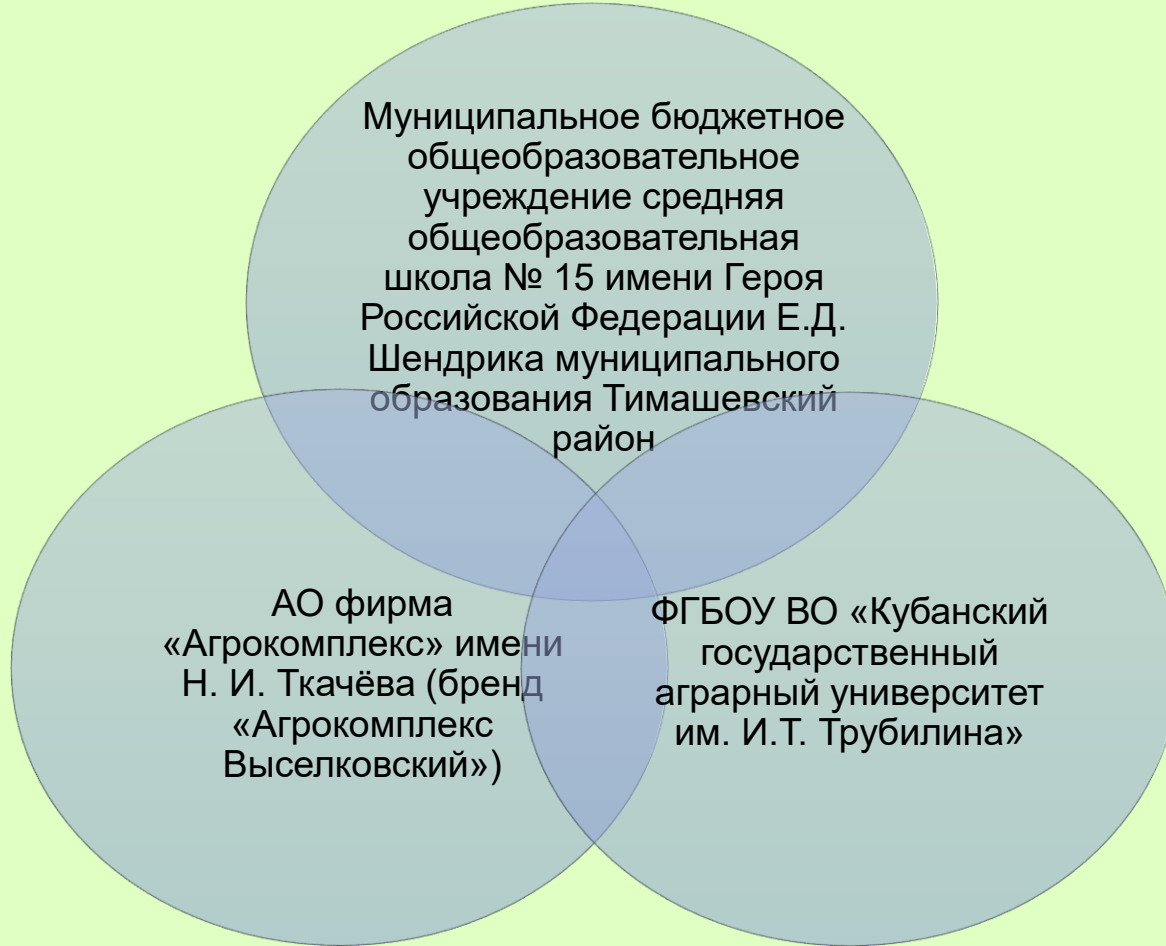 Муниципальное бюджетное
общеобразовательное
учреждение средняя
общеобразовательная
школа № 15 имени Героя
Российской Федерации Е.Д.
Шендрика муниципального
образования Тимашевский
район
АО фирма
«Агрокомплекс» имени
Н. И. Ткачёва (бренд
«Агрокомплекс
Выселковский»)
ФГБОУ ВО «Кубанский
государственный
аграрный университет
им. И.Т. Трубилина»